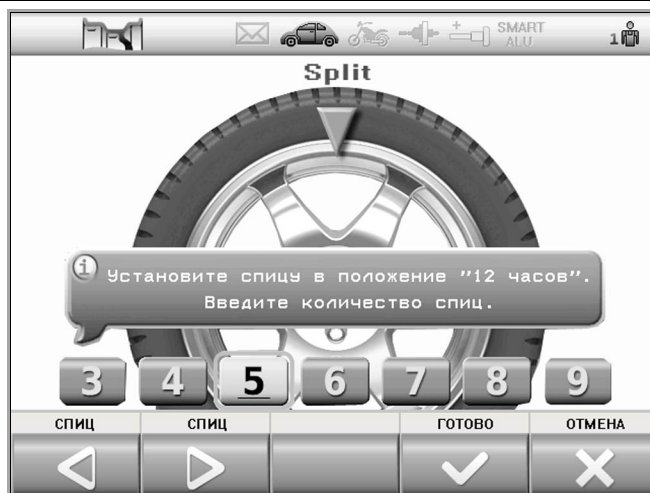 SMART
ALU
1
Split
Установите спицу в положение "12 часов".
Введите количество спиц.
3 4 5 6 7 8 9
СПИЦ СПИЦ ГОТОВО ОТМЕНА